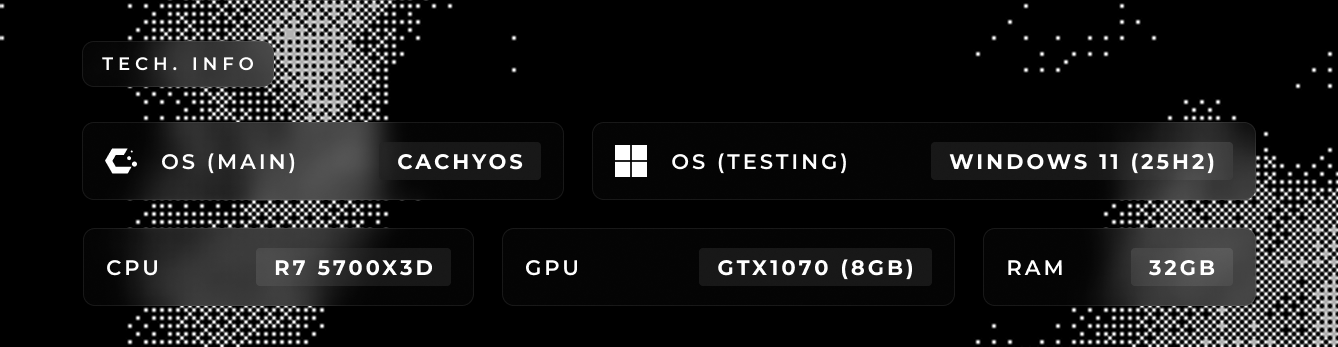 TECH. INFO
OS (MAIN) CACHYOS OS (TESTING) WINDOWS 11 (25H2)
CPU R7 5700X3D GPU GTX1070 (8GB) RAM 32GB